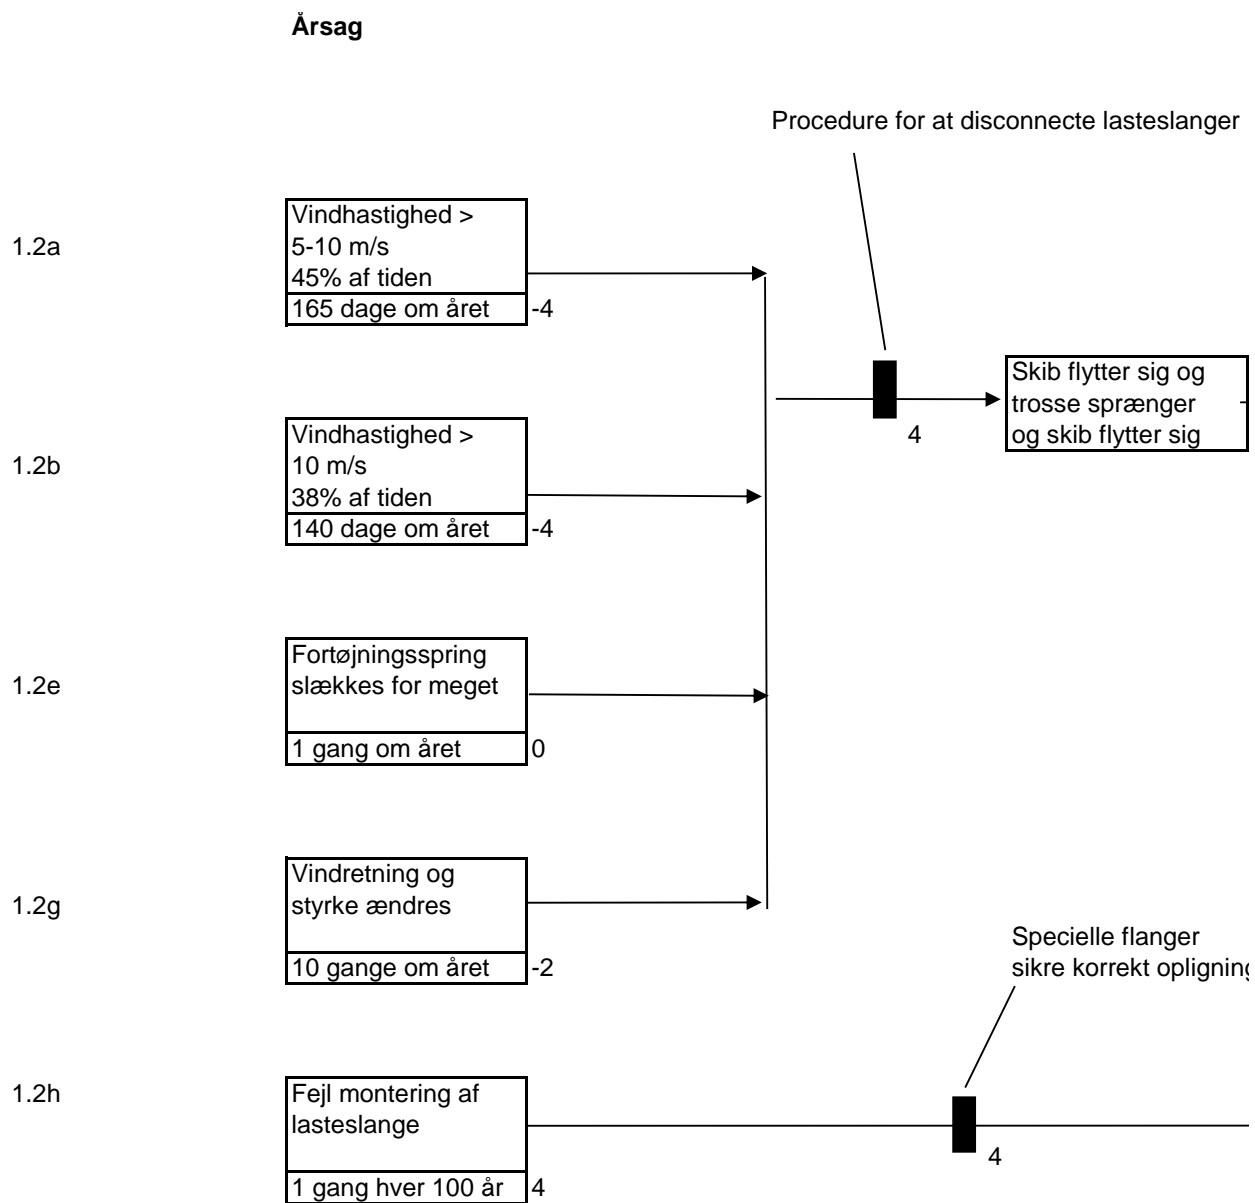 Årsag
Procedure for at disconnecte lasteslanger
1.2a
Vindhastighed >
5-10 m/s
45% af tiden
165 dage om året
-4
Skib flytter sig og
trosse sprænger
og skib flytter sig
4
1.2b
Vindhastighed >
10 m/s
38% af tiden
140 dage om året
-4
1.2e
Fortøjningsspring
slækkes for meget
1 gang om året
0
1.2g
Vindretning og
styrke ændres
10 gange om året
-2
Specielle flanger
sikre korrekt opligning
1.2h
Fejl montering af
lasteslange
1 gang hver 100 år
4
4